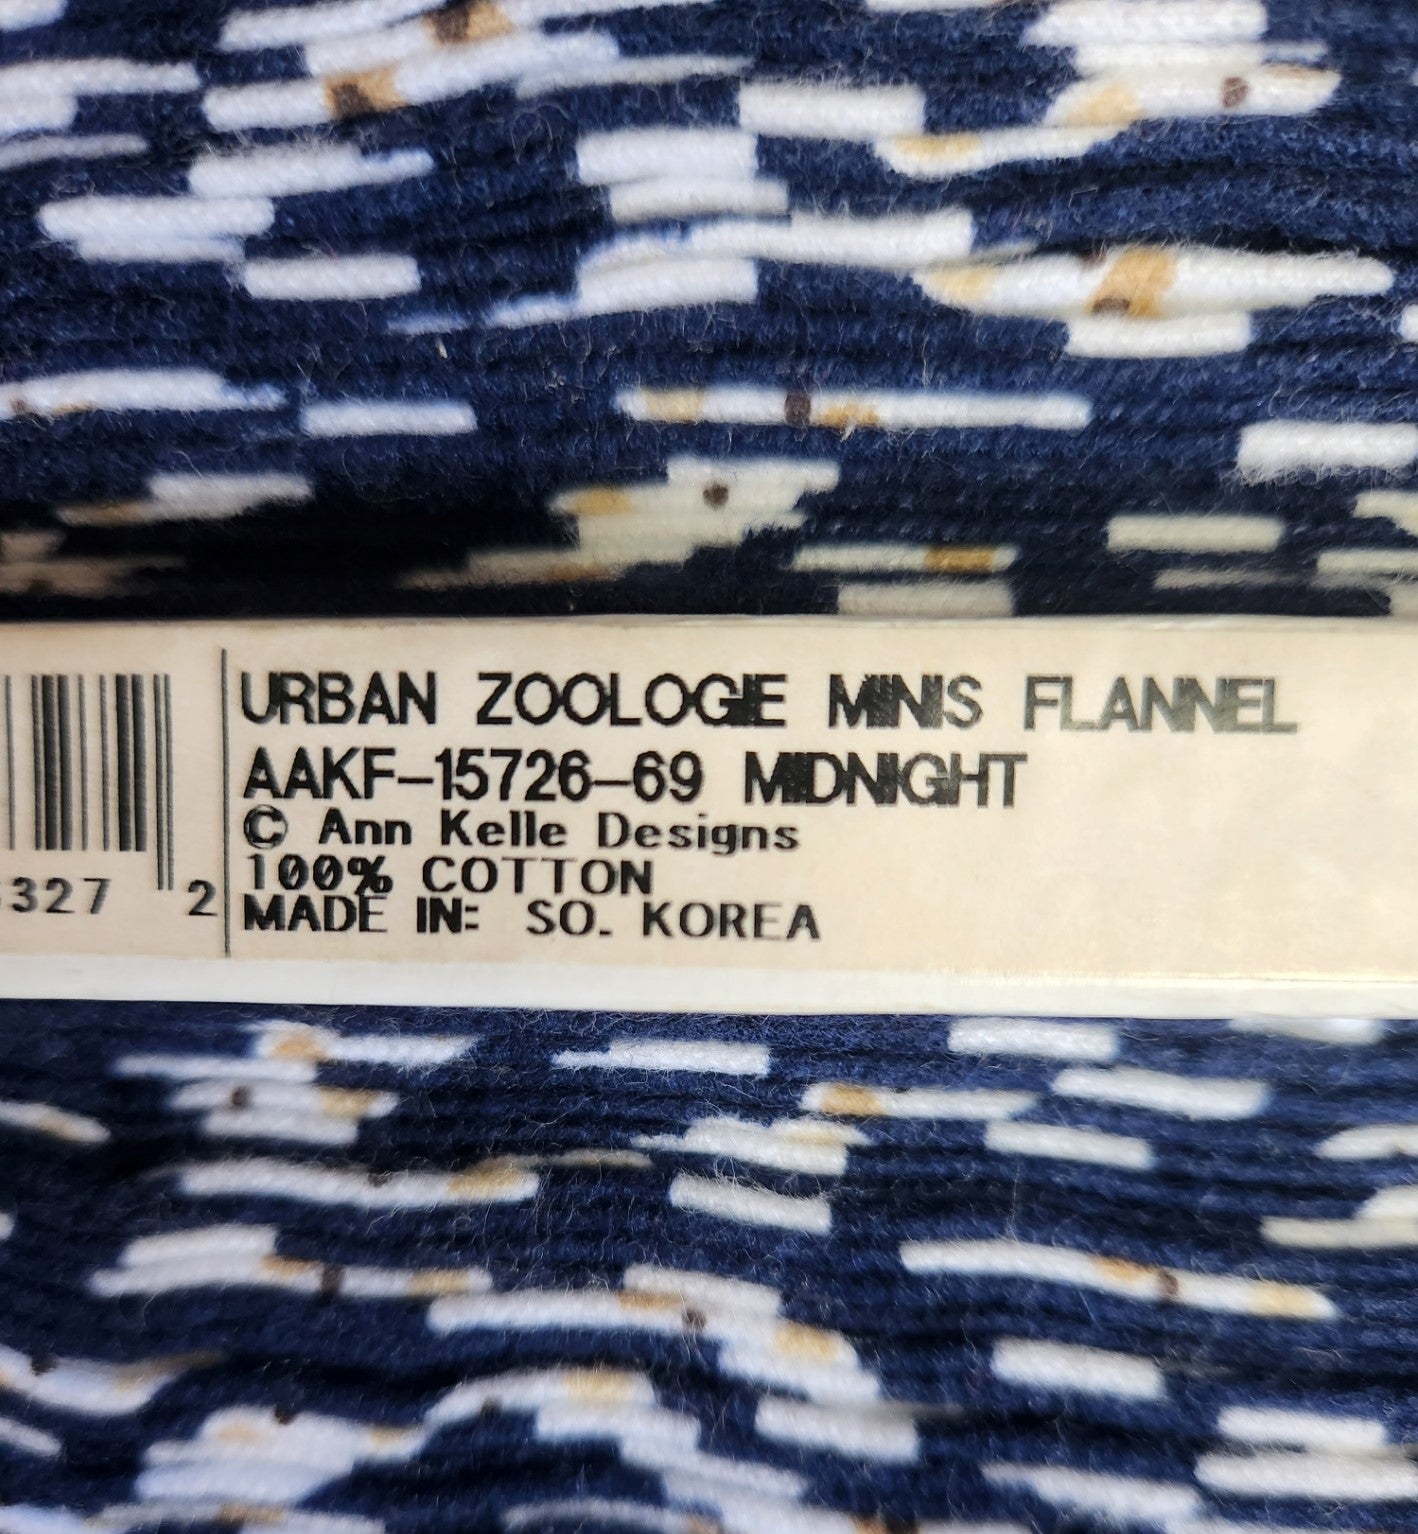 URBAN ZOOLOGIE MINIS FLANNEL
AAKF-15726-69 MIDNIGHT
© Ann Kelle Designs
100% COTTON
MADE IN: SO. KOREA
327 2